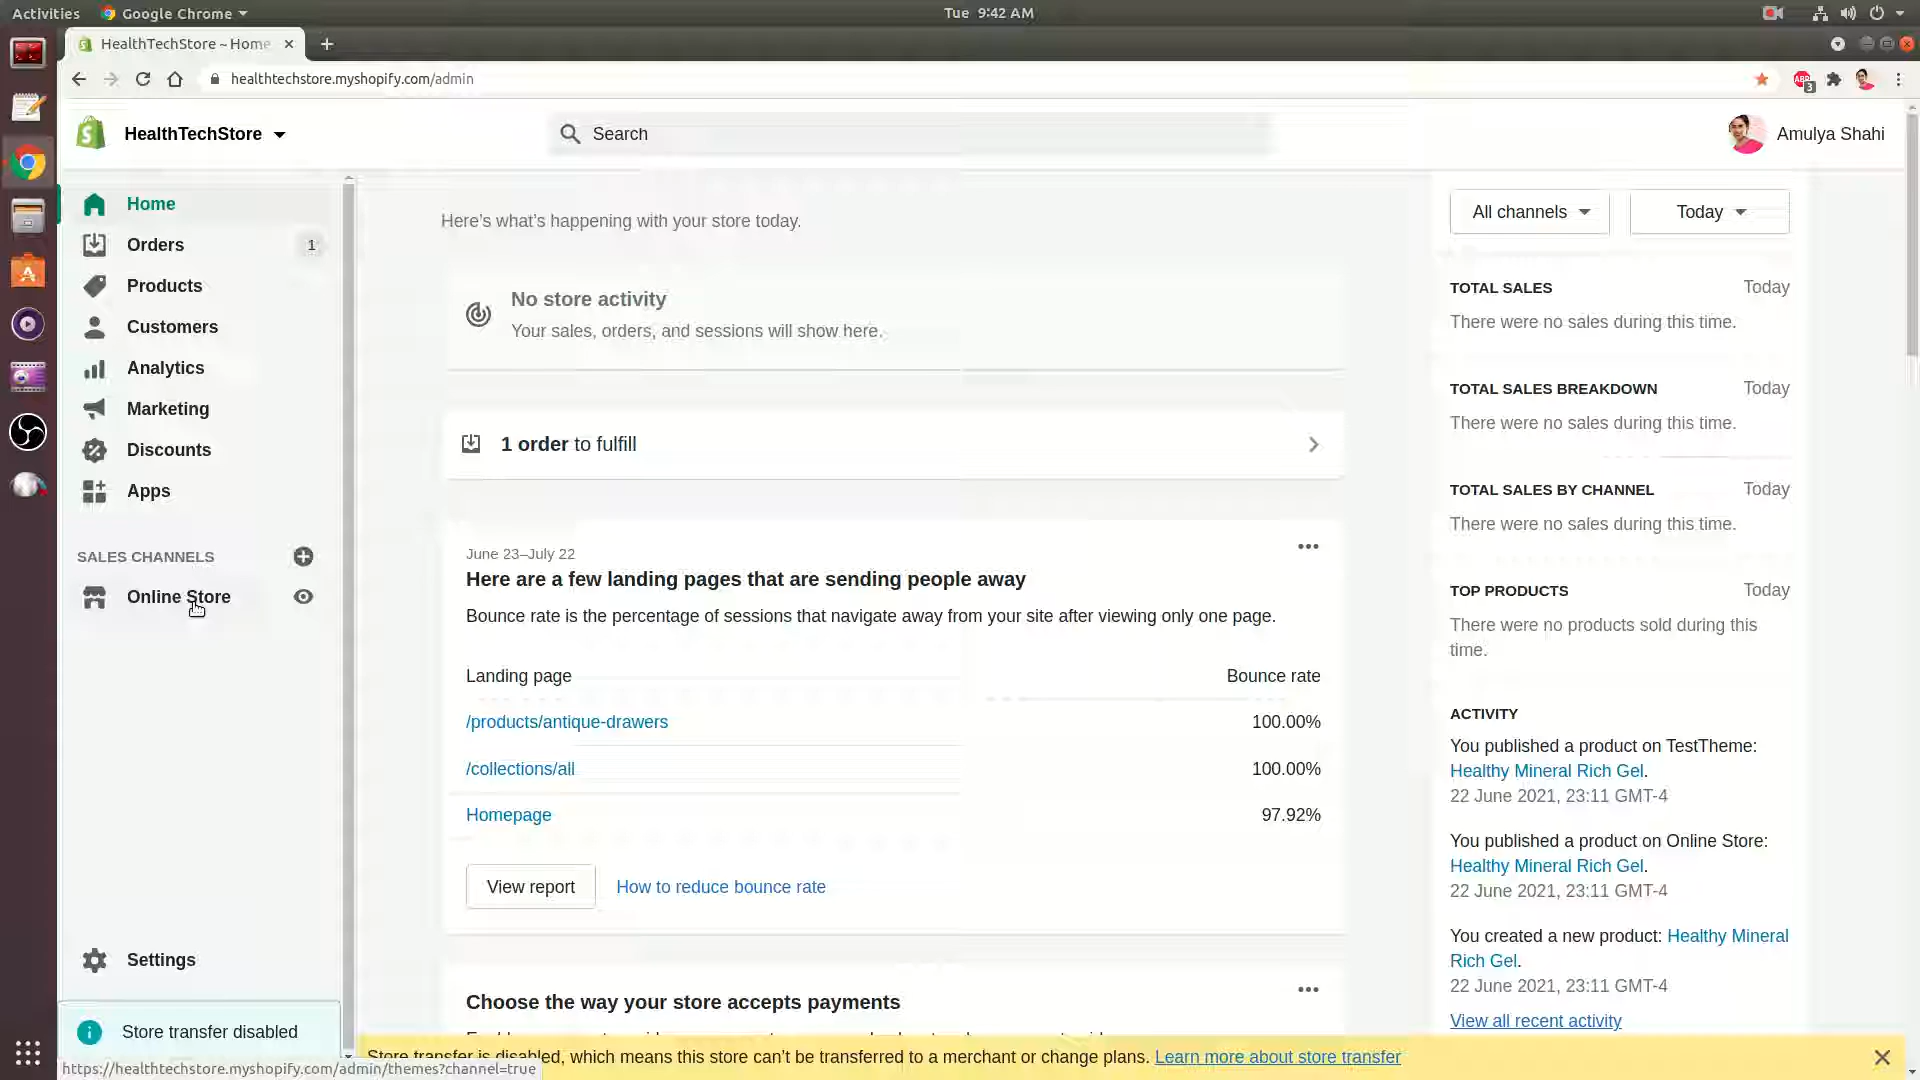 Activities
Google Chrome
Tue 9:42 AM
HealthTechStore ~ Home
healthtechstore.myshopify.com/admin
ABP
3
HealthTechStore
Search
Amulya Shahi
Home
Orders
1
Products
Customers
Analytics
Marketing
Discounts
Apps
SALES CHANNELS
Online Store
Settings
Store transfer disabled
Here's what's happening with your store today.
No store activity
Your sales, orders, and sessions will show here.
1 order to fulfill
June 23–July 22
Here are a few landing pages that are sending people away
Bounce rate is the percentage of sessions that navigate away from your site after viewing only one page.
Landing page Bounce rate
/products/antique-drawers 100.00%
/collections/all 100.00%
Homepage 97.92%
View report
How to reduce bounce rate
Choose the way your store accepts payments
All channels
Today
TOTAL SALES Today
There were no sales during this time.
TOTAL SALES BREAKDOWN Today
There were no sales during this time.
TOTAL SALES BY CHANNEL Today
There were no sales during this time.
TOP PRODUCTS Today
There were no products sold during this
time.
ACTIVITY
You published a product on TestTheme:
Healthy Mineral Rich Gel.
22 June 2021, 23:11 GMT-4
You published a product on Online Store:
Healthy Mineral Rich Gel.
22 June 2021, 23:11 GMT-4
You created a new product: Healthy Mineral
Rich Gel.
22 June 2021, 23:11 GMT-4
View all recent activity
Store transfer is disabled, which means this store can't be transferred to a merchant or change plans. Learn more about store transfer
https://healthtechstore.myshopify.com/admin/themes?channel=true